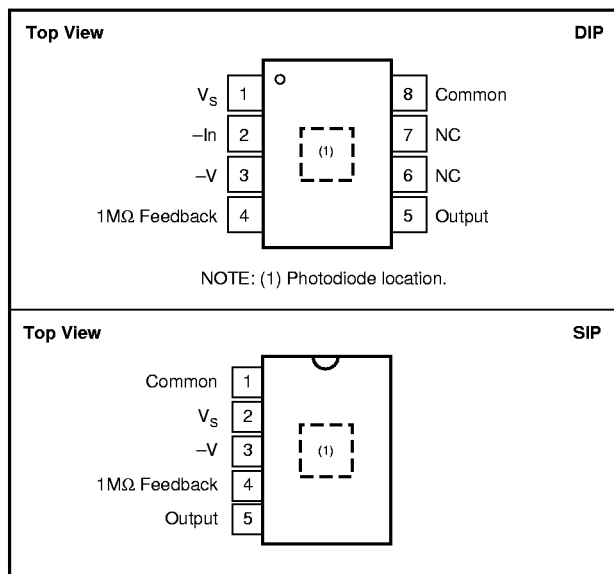 Top View DIP
V_S 1 8 Common
–In 2 7 NC
(1)
–V 3 6 NC
1MΩ Feedback 4 5 Output
NOTE: (1) Photodiode location.
Top View SIP
Common 1
V_S 2
–V 3 (1)
1MΩ Feedback 4
Output 5